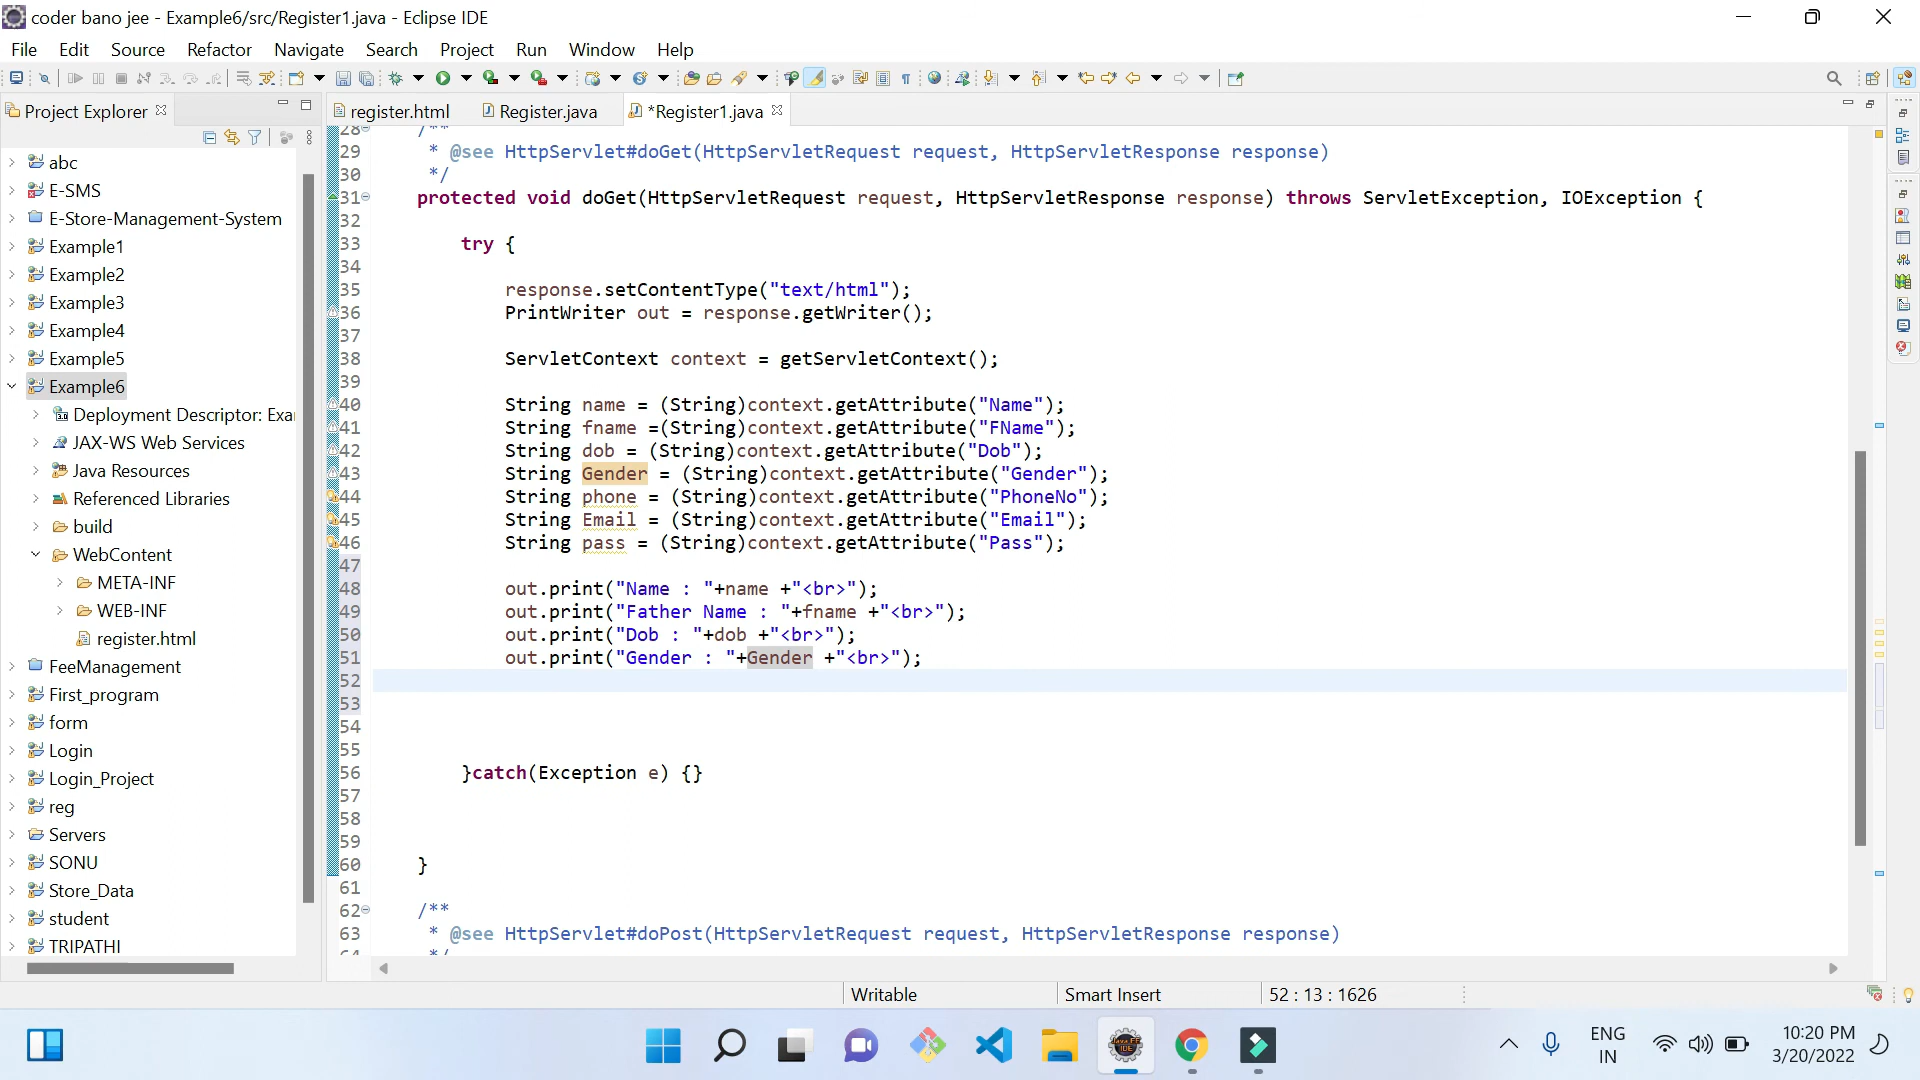 coder bano jee - Example6/src/Register1.java - Eclipse IDE
File Edit Source Refactor Navigate Search Project Run Window Help
Project Explorer
register.html Register.java *Register1.java
abc
E-SMS
E-Store-Management-System
Example1
Example2
Example3
Example4
Example5
Example6
Deployment Descriptor: Exa
JAX-WS Web Services
Java Resources
Referenced Libraries
build
WebContent
META-INF
WEB-INF
register.html
FeeManagement
First_program
form
Login
Login_Project
reg
Servers
SONU
Store_Data
student
TRIPATHI
28 /**
29 * @see HttpServlet#doGet(HttpServletRequest request, HttpServletResponse response)
30 */
31 protected void doGet(HttpServletRequest request, HttpServletResponse response) throws ServletException, IOException {
32
33 try {
34
35 response.setContentType("text/html");
36 PrintWriter out = response.getWriter();
37
38 ServletContext context = getServletContext();
39
40 String name = (String)context.getAttribute("Name");
41 String fname =(String)context.getAttribute("FName");
42 String dob = (String)context.getAttribute("Dob");
43 String Gender = (String)context.getAttribute("Gender");
44 String phone = (String)context.getAttribute("PhoneNo");
45 String Email = (String)context.getAttribute("Email");
46 String pass = (String)context.getAttribute("Pass");
47
48 out.print("Name : "+name +"<br>");
49 out.print("Father Name : "+fname +"<br>");
50 out.print("Dob : "+dob +"<br>");
51 out.print("Gender : "+Gender +"<br>");
52
53
54
55
56 }catch(Exception e) {}
57
58
59
60 }
61
62 /**
63 * @see HttpServlet#doPost(HttpServletRequest request, HttpServletResponse response)
Writable Smart Insert 52 : 13 : 1626
ENG
IN
10:20 PM
3/20/2022